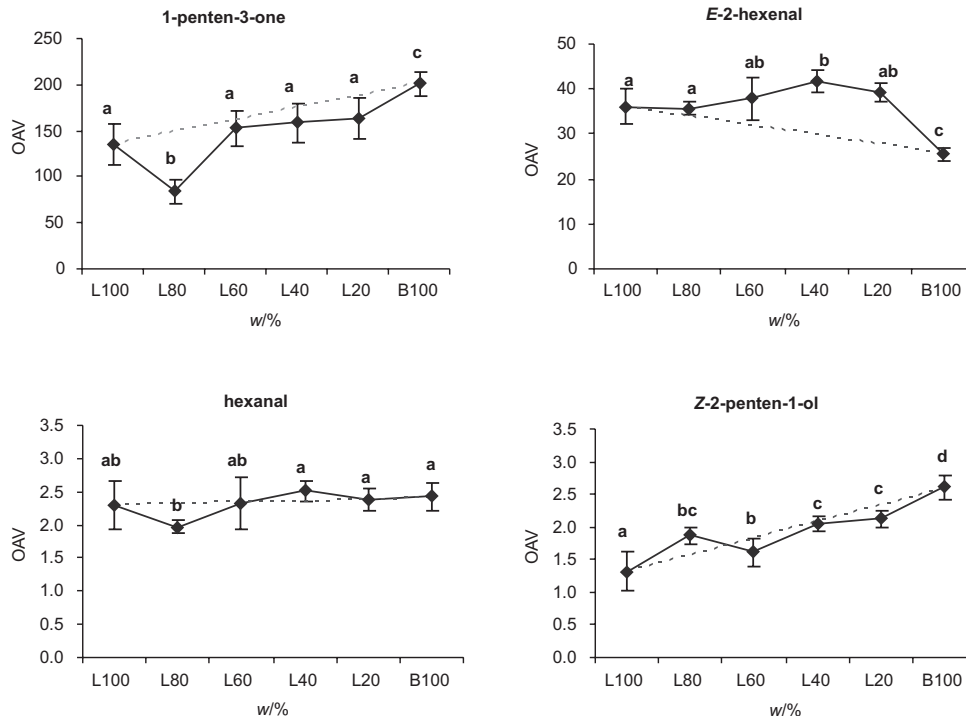 1-penten-3-one
250
200
150
100
50
0
OAV
a
b
a
a
a
c
L100 L80 L60 L40 L20 B100
w/%
E-2-hexenal
50
40
30
20
10
0
OAV
a
a
ab
b
ab
c
L100 L80 L60 L40 L20 B100
w/%
hexanal
3.5
3.0
2.5
2.0
1.5
1.0
0.5
0.0
OAV
ab
b
ab
a
a
a
L100 L80 L60 L40 L20 B100
w/%
Z-2-penten-1-ol
3.5
3.0
2.5
2.0
1.5
1.0
0.5
0.0
OAV
a
bc
b
c
c
d
L100 L80 L60 L40 L20 B100
w/%